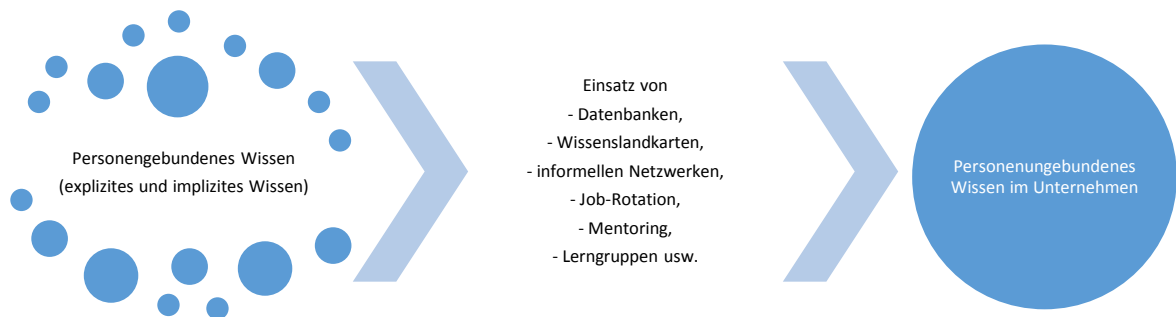 Personengebundenes Wissen
(explizites und implizites Wissen)
Einsatz von
- Datenbanken,
- Wissenslandkarten,
- informellen Netzwerken,
- Job-Rotation,
- Mentoring,
- Lerngruppen usw.
Personenungebundenes
Wissen im Unternehmen